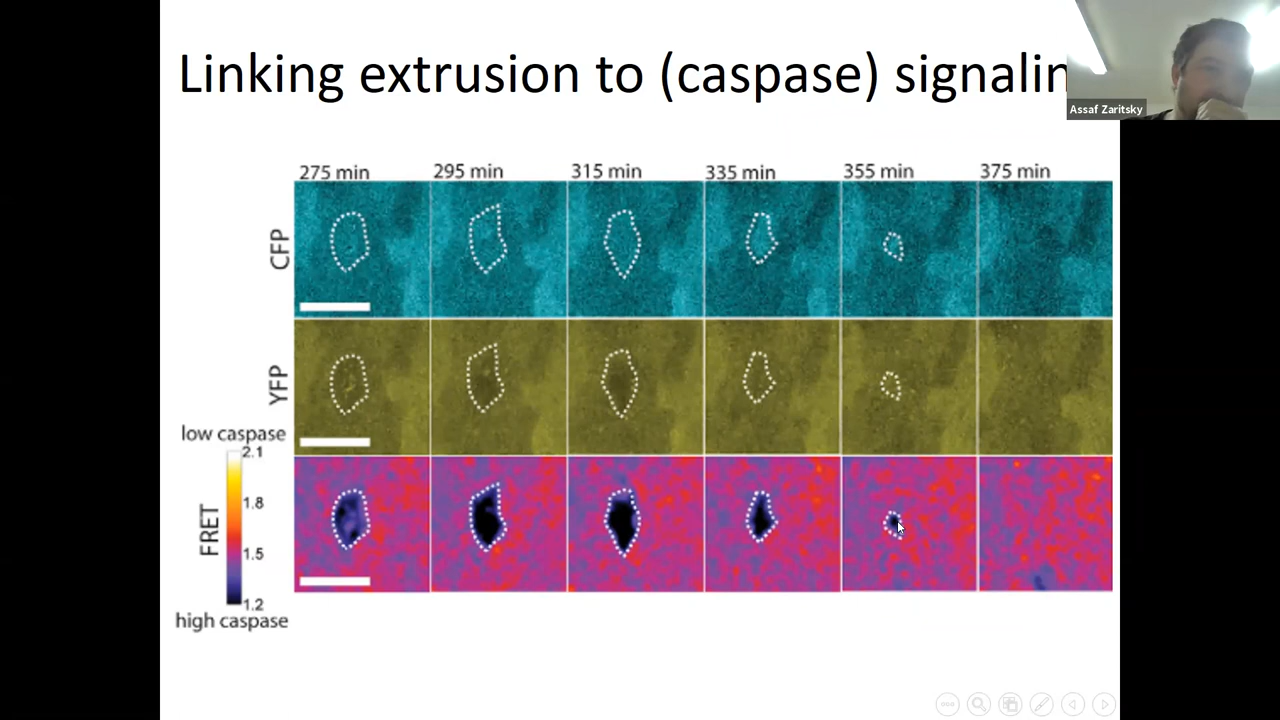 Linking extrusion to (caspase) signalin
Assaf Zaritsky
275 min 295 min 315 min 335 min 355 min 375 min
CFP
YFP
low caspase
2.1
1.8
FRET
1.5
1.2
high caspase